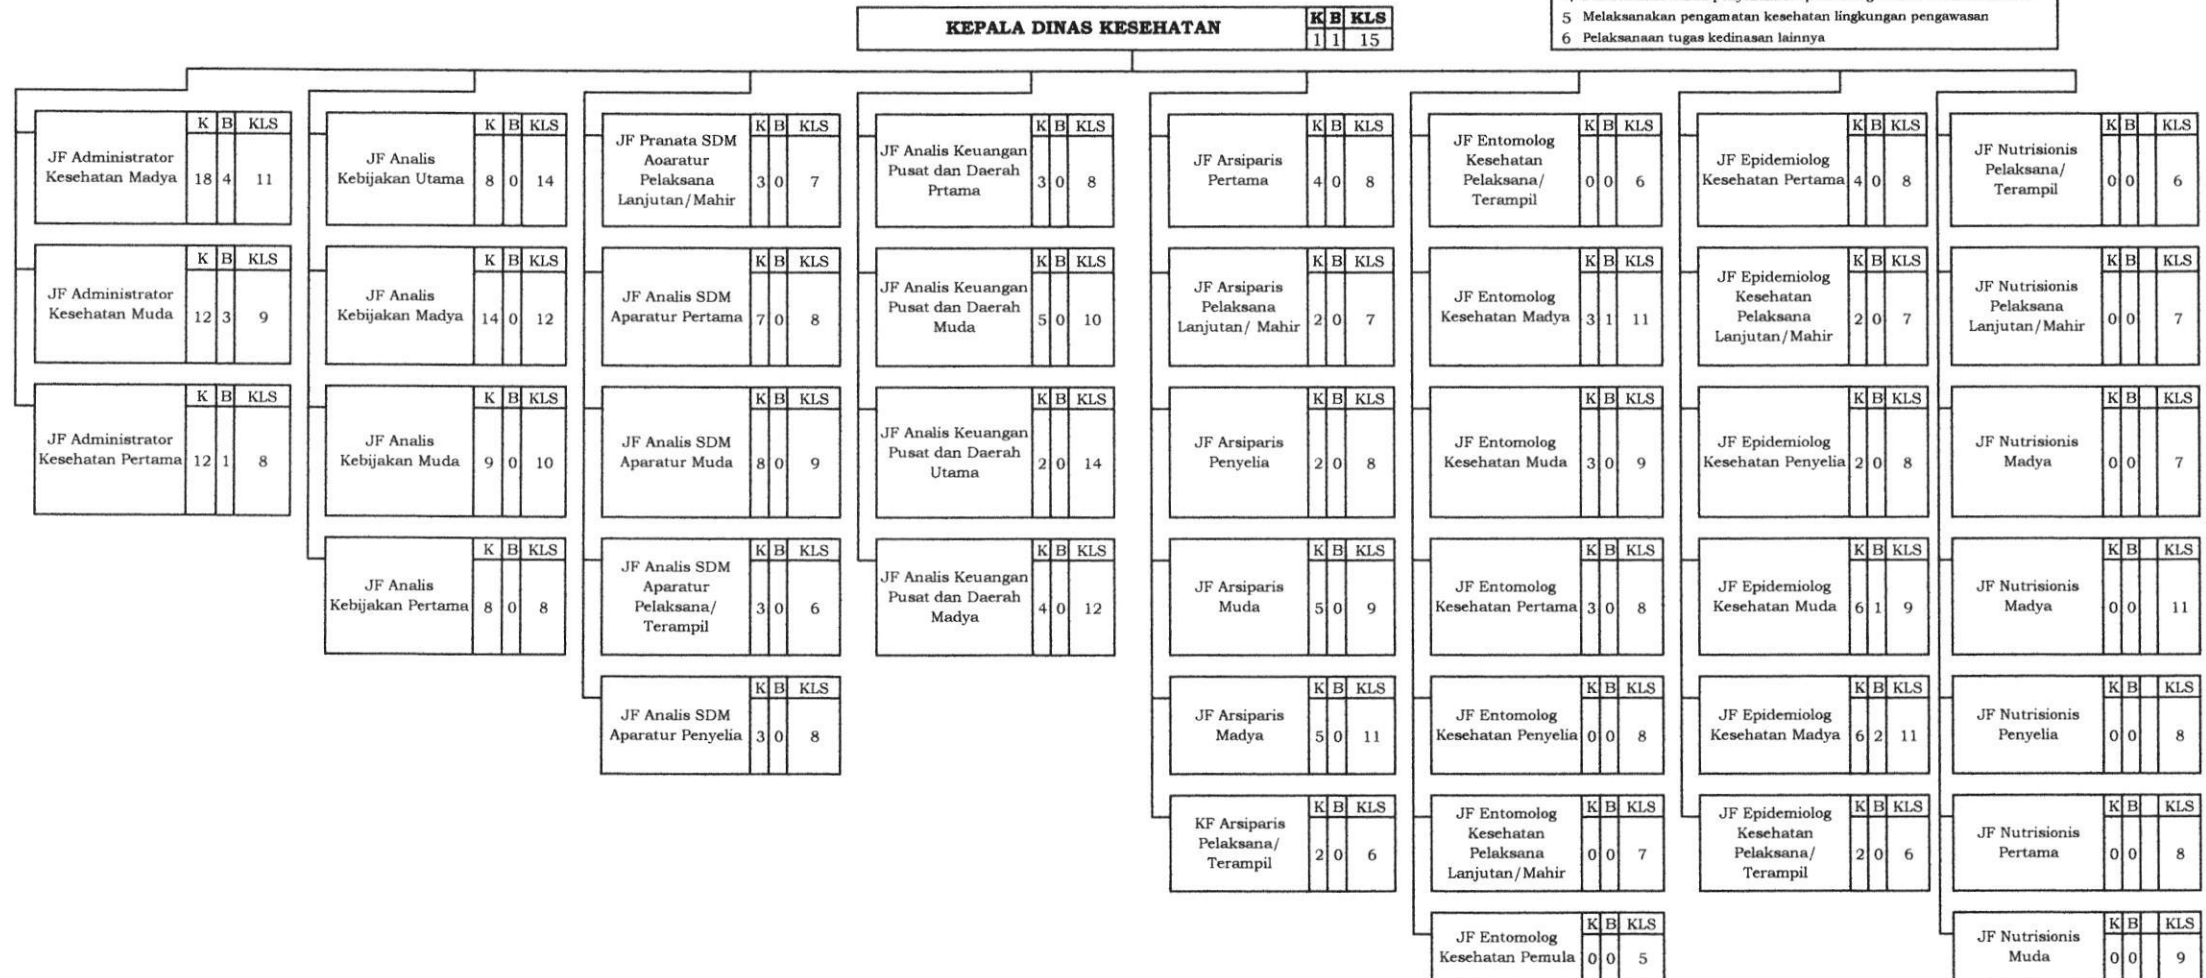 5 Melaksanakan pengamatan kesehatan lingkungan pengawasan
6 Pelaksanaan tugas kedinasan lainnya
KEPALA DINAS KESEHATAN
K B KLS
1 1 15
JF Administrator
Kesehatan Madya
K B KLS
18 4 11
JF Administrator
Kesehatan Muda
K B KLS
12 3 9
JF Administrator
Kesehatan Pertama
K B KLS
12 1 8
JF Analis
Kebijakan Utama
K B KLS
8 0 14
JF Analis
Kebijakan Madya
K B KLS
14 0 12
JF Analis
Kebijakan Muda
K B KLS
9 0 10
JF Analis
Kebijakan Pertama
K B KLS
8 0 8
JF Pranata SDM
Aoaratur
Pelaksana
Lanjutan/Mahir
K B KLS
3 0 7
JF Analis SDM
Aparatur Pertama
K B KLS
7 0 8
JF Analis SDM
Aparatur Muda
K B KLS
8 0 9
JF Analis SDM
Aparatur
Pelaksana/
Terampil
K B KLS
3 0 6
JF Analis SDM
Aparatur Penyelia
K B KLS
3 0 8
JF Analis Keuangan
Pusat dan Daerah
Prtama
K B KLS
3 0 8
JF Analis Keuangan
Pusat dan Daerah
Muda
K B KLS
5 0 10
JF Analis Keuangan
Pusat dan Daerah
Utama
K B KLS
2 0 14
JF Analis Keuangan
Pusat dan Daerah
Madya
K B KLS
4 0 12
JF Arsiparis
Pertama
K B KLS
4 0 8
JF Arsiparis
Pelaksana
Lanjutan/ Mahir
K B KLS
2 0 7
JF Arsiparis
Penyelia
K B KLS
2 0 8
JF Arsiparis
Muda
K B KLS
5 0 9
JF Arsiparis
Madya
K B KLS
5 0 11
KF Arsiparis
Pelaksana/
Terampil
K B KLS
2 0 6
JF Entomolog
Kesehatan
Pelaksana/
Terampil
K B KLS
0 0 6
JF Entomolog
Kesehatan Madya
K B KLS
3 1 11
JF Entomolog
Kesehatan Muda
K B KLS
3 0 9
JF Entomolog
Kesehatan Pertama
K B KLS
3 0 8
JF Entomolog
Kesehatan Penyelia
K B KLS
0 0 8
JF Entomolog
Kesehatan
Pelaksana
Lanjutan/Mahir
K B KLS
0 0 7
JF Entomolog
Kesehatan Pemula
K B KLS
0 0 5
JF Epidemiolog
Kesehatan Pertama
K B KLS
4 0 8
JF Epidemiolog
Kesehatan
Pelaksana
Lanjutan/Mahir
K B KLS
2 0 7
JF Epidemiolog
Kesehatan Penyelia
K B KLS
2 0 8
JF Epidemiolog
Kesehatan Muda
K B KLS
6 1 9
JF Epidemiolog
Kesehatan Madya
K B KLS
6 2 11
JF Epidemiolog
Kesehatan
Pelaksana/
Terampil
K B KLS
2 0 6
JF Nutrisionis
Pelaksana/
Terampil
K B KLS
0 0 6
JF Nutrisionis
Pelaksana
Lanjutan/Mahir
K B KLS
0 0 7
JF Nutrisionis
Madya
K B KLS
0 0 7
JF Nutrisionis
Madya
K B KLS
0 0 11
JF Nutrisionis
Penyelia
K B KLS
0 0 8
JF Nutrisionis
Pertama
K B KLS
0 0 8
JF Nutrisionis
Muda
K B KLS
0 0 9